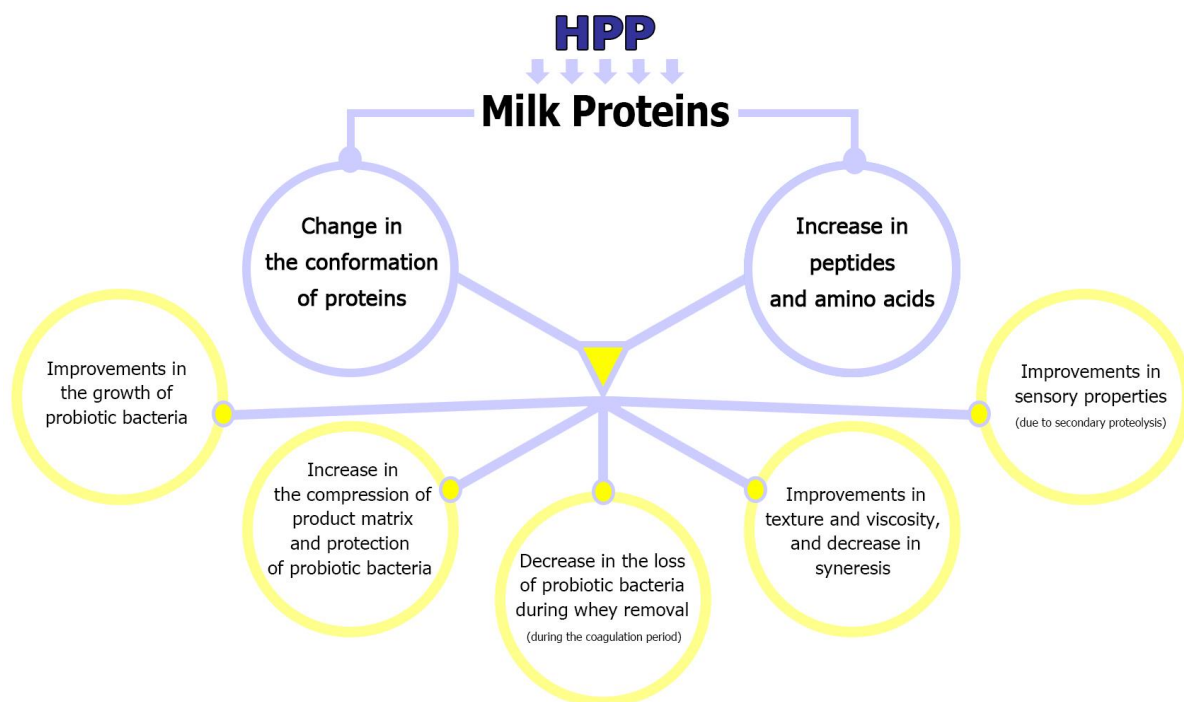 HPP
Milk Proteins
Change in
the conformation
of proteins
Increase in
peptides
and amino acids
Improvements in
the growth of
probiotic bacteria
Increase in
the compression of
product matrix
and protection
of probiotic bacteria
Decrease in the loss
of probiotic bacteria
during whey removal
(during the coagulation period)
Improvements in
texture and viscosity,
and decrease in
syneresis
Improvements in
sensory properties
(due to secondary proteolysis)